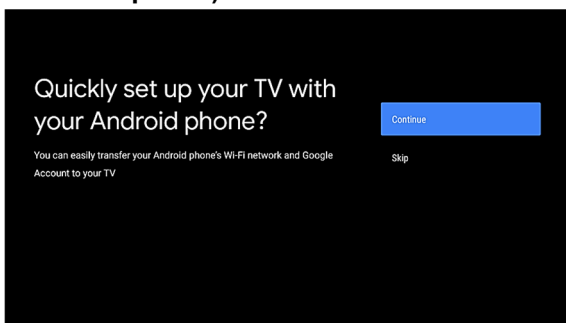 Quickly set up your TV with
your Android phone?
You can easily transfer your Android phone's Wi-Fi network and Google
Account to your TV
Continue
Skip